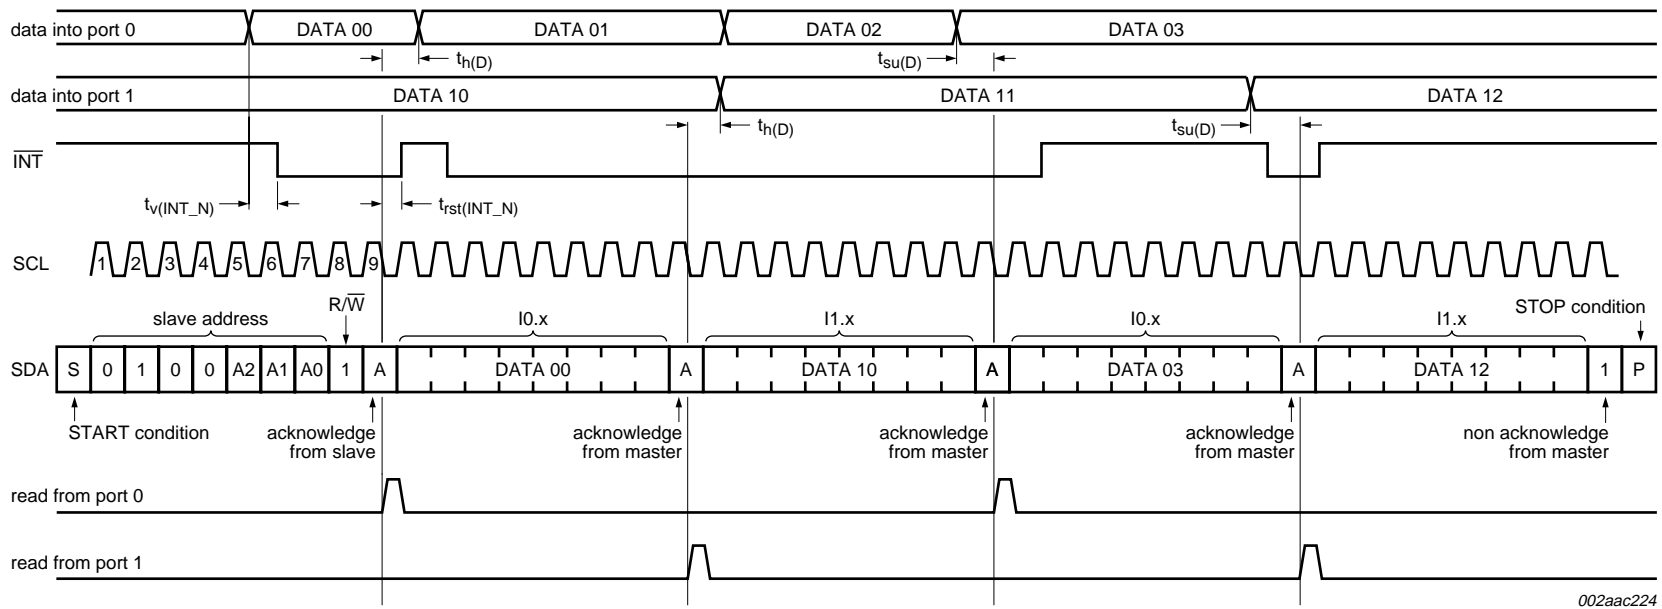 data into port 0 DATA 00 DATA 01 DATA 02 DATA 03
th(D) tsu(D)
data into port 1 DATA 10 DATA 11 DATA 12
th(D) tsu(D)
INT
tv(INT_N) trst(INT_N)
SCL 1 2 3 4 5 6 7 8 9
R/W STOP condition
slave address I0.x I1.x I0.x I1.x
SDA S 0 1 0 0 A2 A1 A0 1 A DATA 00 A DATA 10 A DATA 03 A DATA 12 1 P
START condition acknowledge acknowledge acknowledge acknowledge non acknowledge
from slave from master from master from master from master
read from port 0
read from port 1
002aac224